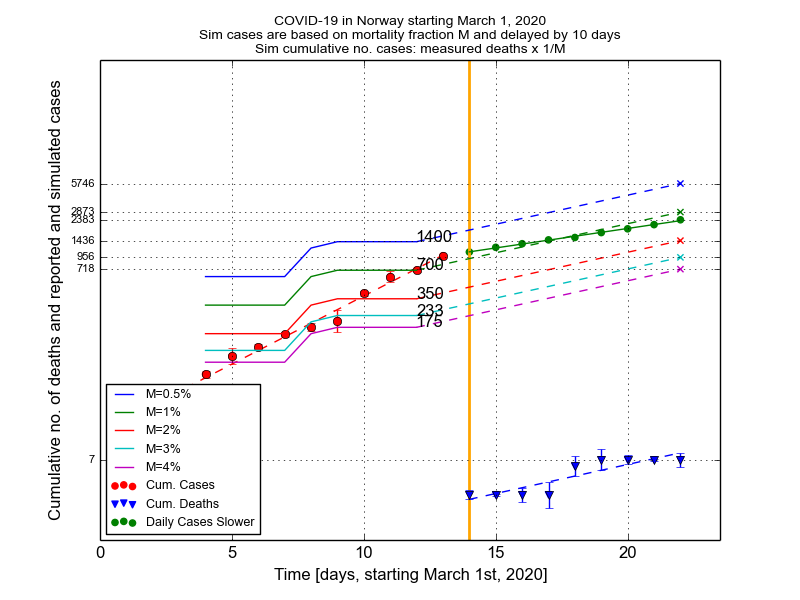 COVID-19 in Norway starting March 1, 2020
Sim cases are based on mortality fraction M and delayed by 10 days
Sim cumulative no. cases: measured deaths x 1/M
Cumulative no. of deaths and reported and simulated cases
5746
2873
2383
1436
956
718
7
1400
700
350
233
175
M=0.5%
M=1%
M=2%
M=3%
M=4%
Cum. Cases
Cum. Deaths
Daily Cases Slower
0 5 10 15 20
Time [days, starting March 1st, 2020]